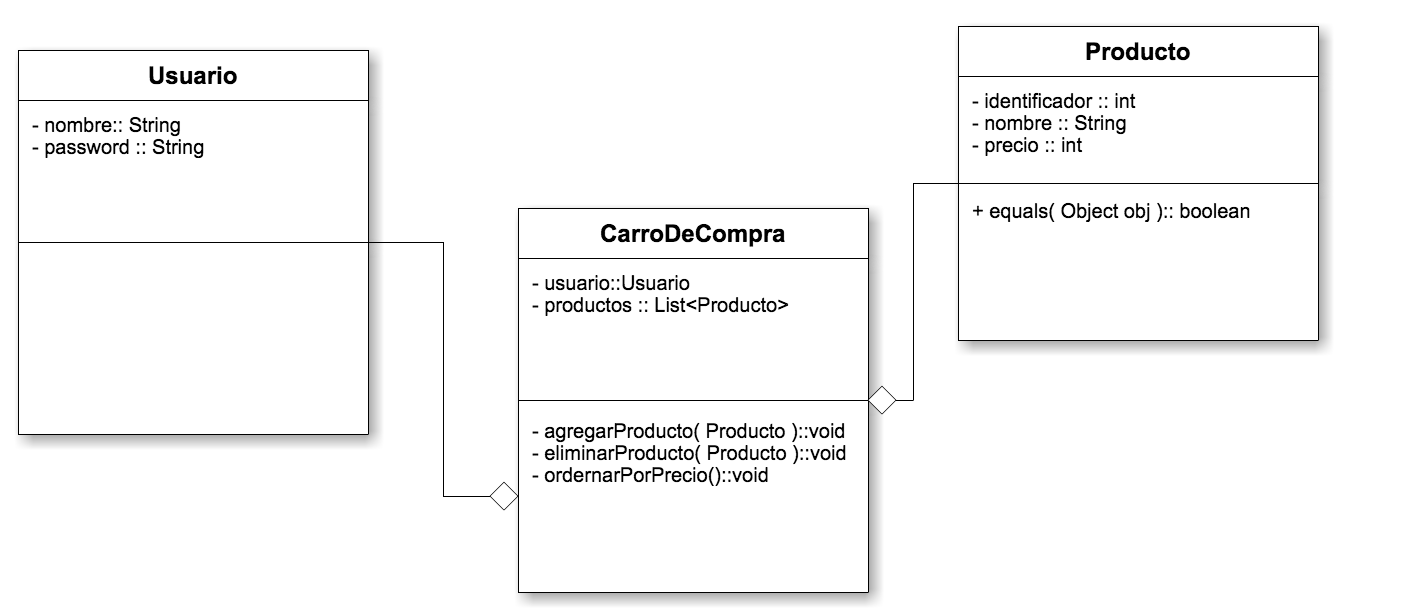 Usuario
- nombre:: String
- password :: String
CarroDeCompra
- usuario::Usuario
- productos :: List<Producto>
- agregarProducto( Producto )::void
- eliminarProducto( Producto )::void
- ordernarPorPrecio()::void
Producto
- identificador :: int
- nombre :: String
- precio :: int
+ equals( Object obj ):: boolean